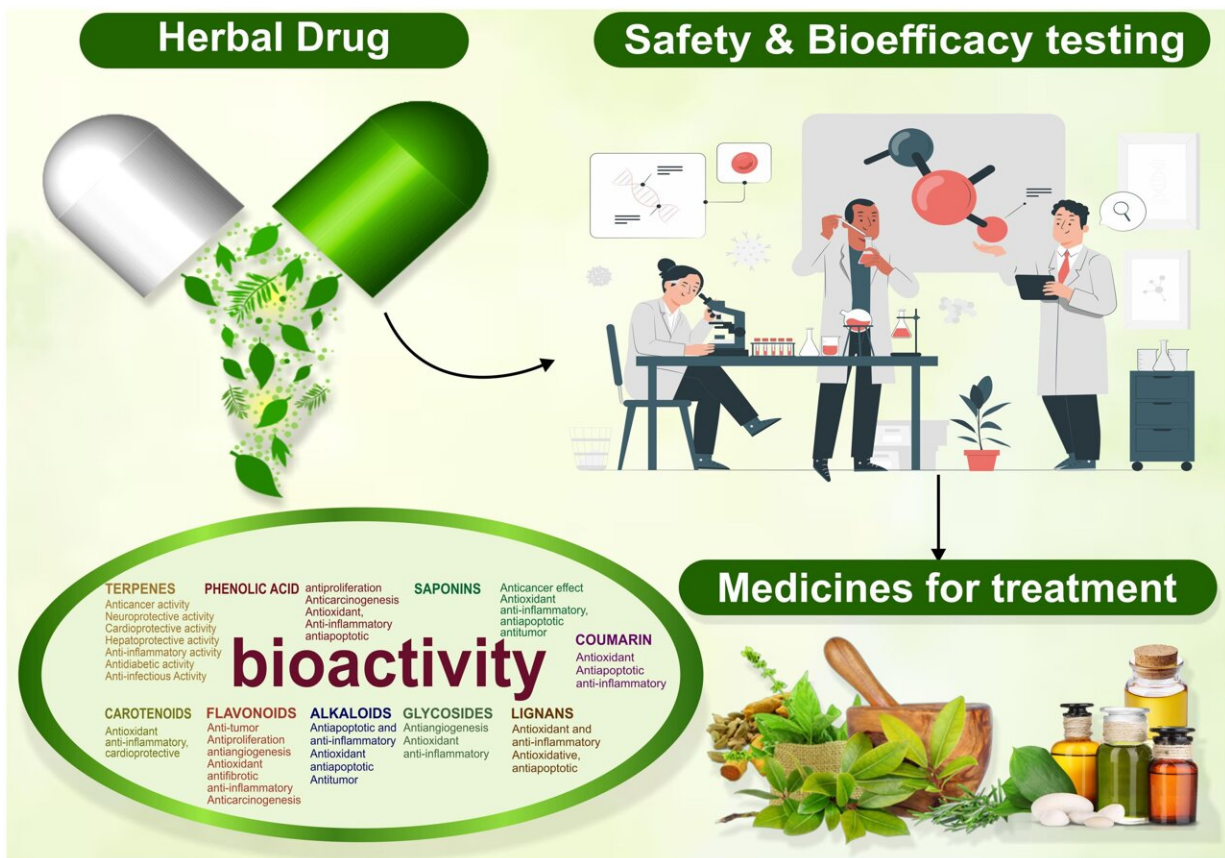 Herbal Drug
Safety & Bioefficacy testing
TERPENES
Anticancer activity
Neuroprotective activity
Cardioprotective activity
Hepatoprotective activity
Anti-inflammatory activity
Antidiabetic activity
Anti-infectious Activity
PHENOLIC ACID
antiproliferation
Anticarcinogenesis
Antioxidant,
Anti-inflammatory
antiapoptotic
SAPONINS
Anticancer effect
Antioxidant
anti-inflammatory,
antiapoptotic
antitumor
bioactivity
COUMARIN
Antioxidant
Antiapoptotic
anti-inflammatory
CAROTENOIDS
Antioxidant
anti-inflammatory,
cardioprotective
FLAVONOIDS
Anti-tumor
Antiproliferation
antiangiogenesis
Antioxidant
antifibrotic
anti-inflammatory
Anticarcinogenesis
ALKALOIDS
Antiapoptotic and
anti-inflammatory
Antioxidant
antiapoptotic
Antitumor
GLYCOSIDES
Antiangiogenesis
Antioxidant
anti-inflammatory
LIGNANS
Antioxidant and
anti-inflammatory
Antioxidative,
antiapoptotic
Medicines for treatment